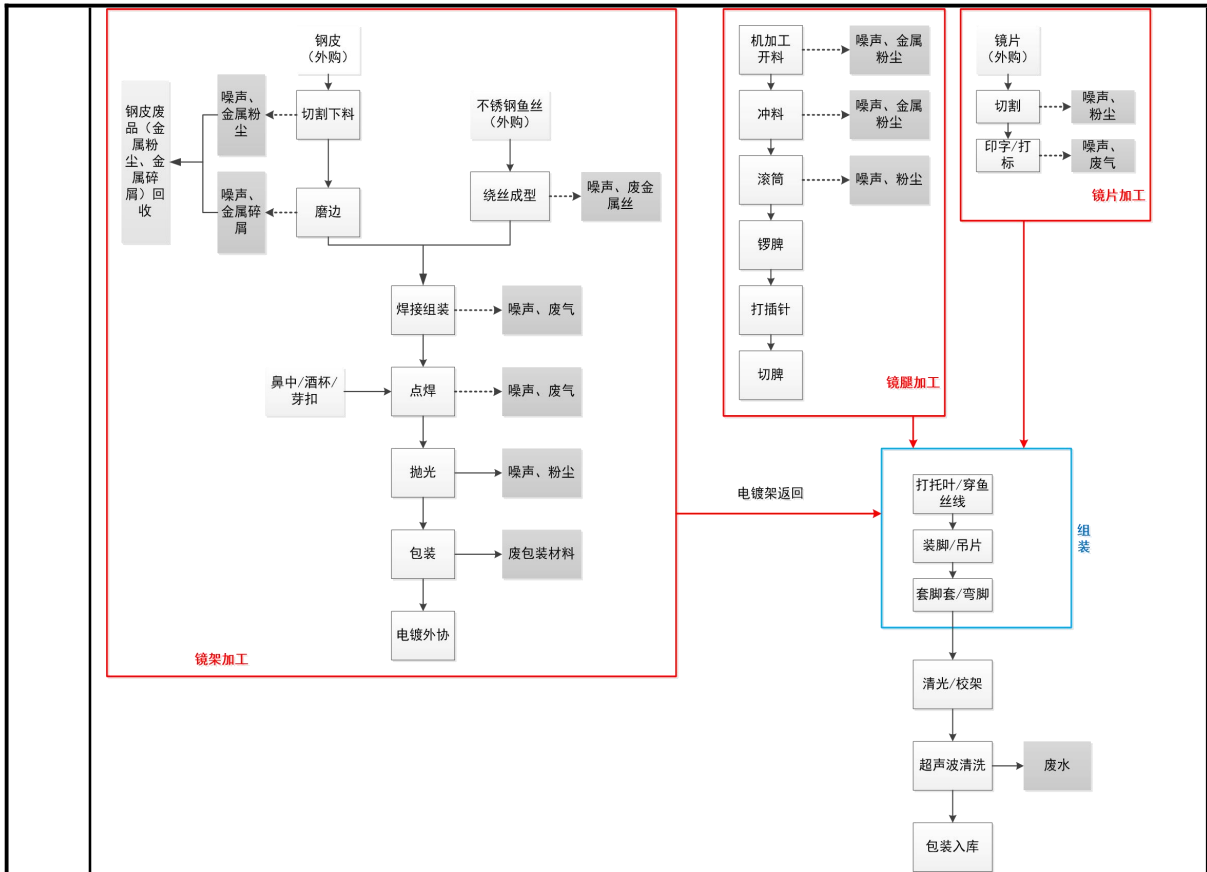 钢皮
（外购）
噪声、
金属粉
尘
切割下料
钢皮废
品（金
属粉
尘、金
属碎
屑）回
收
噪声、
金属碎
屑
磨边
不锈钢鱼丝
（外购）
绕丝成型
噪声、废金
属丝
焊接组装
噪声、废气
鼻中/酒杯/
芽扣
点焊
噪声、废气
抛光
噪声、粉尘
包装
废包装材料
电镀外协
镜架加工
电镀架返回
机加工
开料
噪声、金属
粉尘
冲料
噪声、金属
粉尘
滚筒
噪声、粉尘
锣脾
打插针
切脾
镜腿加工
镜片
（外购）
切割
噪声、
粉尘
印字/打
标
噪声、
废气
镜片加工
打托叶/穿鱼
丝线
装脚/吊片
套脚套/弯脚
组
装
清光/校架
超声波清洗
废水
包装入库